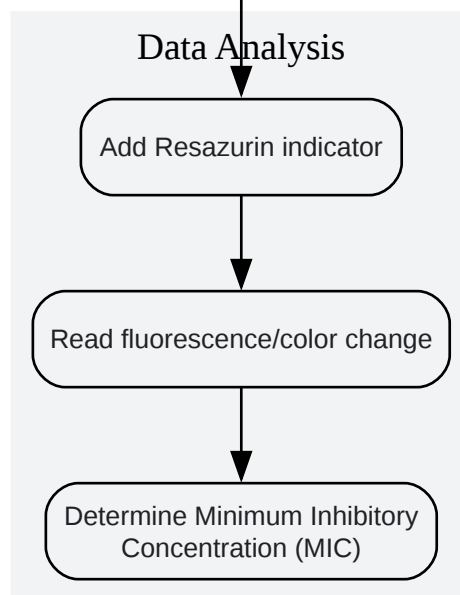 Data Analysis
Add Resazurin indicator
Read fluorescence/color change
Determine Minimum Inhibitory
Concentration (MIC)